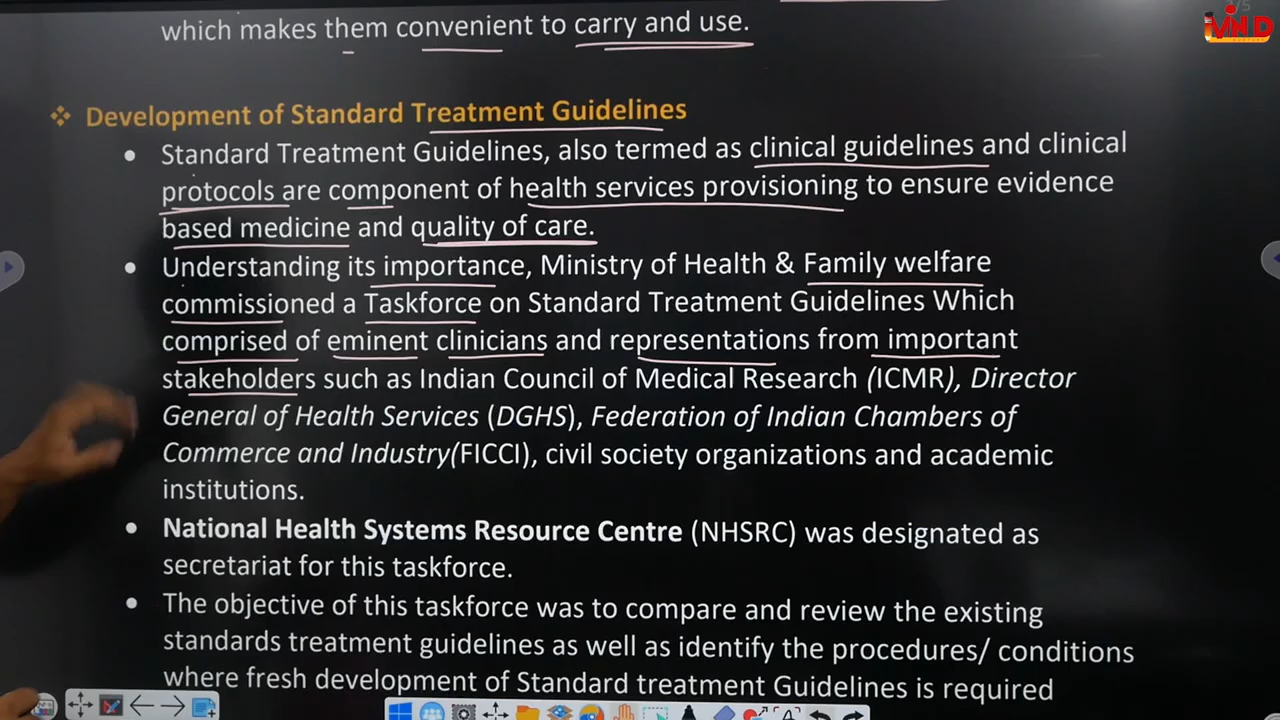 /5
VIND
which makes them convenient to carry and use.
❖ Development of Standard Treatment Guidelines
• Standard Treatment Guidelines, also termed as clinical guidelines and clinical
protocols are component of health services provisioning to ensure evidence
based medicine and quality of care.
• Understanding its importance, Ministry of Health & Family welfare
commissioned a Taskforce on Standard Treatment Guidelines Which
comprised of eminent clinicians and representations from important
stakeholders such as Indian Council of Medical Research (ICMR), Director
General of Health Services (DGHS), Federation of Indian Chambers of
Commerce and Industry(FICCI), civil society organizations and academic
institutions.
• National Health Systems Resource Centre (NHSRC) was designated as
secretariat for this taskforce.
• The objective of this taskforce was to compare and review the existing
standards treatment guidelines as well as identify the procedures/ conditions
where fresh development of Standard treatment Guidelines is required